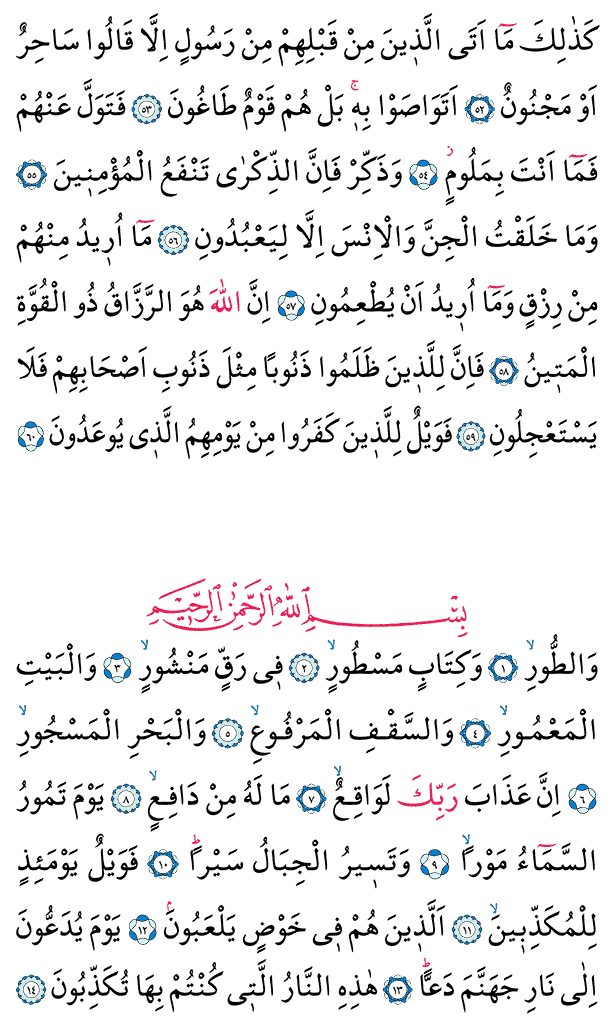 كَذٰلِكَ مَٓا اَتَى الَّذ۪ينَ مِنْ قَبْلِهِمْ مِنْ رَسُولٍ اِلَّا قَالُوا سَاحِرٌ
اَوْ مَجْنُونٌ ﴿٥٢﴾ اَتَوَاصَوْا بِه۪ۚ بَلْ هُمْ قَوْمٌ طَاغُونَ ﴿٥٣﴾ فَتَوَلَّ عَنْهُمْ
فَمَٓا اَنْتَ بِمَلُومٍۘ ﴿٥٤﴾ وَذَكِّرْ فَاِنَّ الذِّكْرٰى تَنْفَعُ الْمُؤْمِن۪ينَ ﴿٥٥﴾
وَمَا خَلَقْتُ الْجِنَّ وَالْاِنْسَ اِلَّا لِيَعْبُدُونِ ﴿٥٦﴾ مَٓا اُر۪يدُ مِنْهُمْ
مِنْ رِزْقٍ وَمَٓا اُر۪يدُ اَنْ يُطْعِمُونِ ﴿٥٧﴾ اِنَّ اللّٰهَ هُوَ الرَّزَّاقُ ذُو الْقُوَّةِ
الْمَت۪ينُ ﴿٥٨﴾ فَاِنَّ لِلَّذ۪ينَ ظَلَمُوا ذَنُوبًا مِثْلَ ذَنُوبِ اَصْحَابِهِمْ فَلَا
يَسْتَعْجِلُونِ ﴿٥٩﴾ فَوَيْلٌ لِلَّذ۪ينَ كَفَرُوا مِنْ يَوْمِهِمُ الَّذ۪ي يُوعَدُونَ ﴿٦٠﴾
بِسْمِ اللّٰهِ الرَّحْمٰنِ الرَّح۪يمِ
وَالطُّورِۙ ﴿١﴾ وَكِتَابٍ مَسْطُورٍۙ ﴿٢﴾ ف۪ي رَقٍّ مَنْشُورٍۙ ﴿٣﴾ وَالْبَيْتِ
الْمَعْمُورِۙ ﴿٤﴾ وَالسَّقْفِ الْمَرْفُوعِۙ ﴿٥﴾ وَالْبَحْرِ الْمَسْجُورِۙ
﴿٦﴾ اِنَّ عَذَابَ رَبِّكَ لَوَاقِعٌۙ ﴿٧﴾ مَا لَهُ مِنْ دَافِعٍۙ ﴿٨﴾ يَوْمَ تَمُورُ
السَّمَٓاءُ مَوْرًاۙ ﴿٩﴾ وَتَس۪يرُ الْجِبَالُ سَيْرًاۜ ﴿١٠﴾ فَوَيْلٌ يَوْمَئِذٍ
لِلْمُكَذِّب۪ينَۙ ﴿١١﴾ اَلَّذ۪ينَ هُمْ ف۪ي خَوْضٍ يَلْعَبُونَۘ ﴿١٢﴾ يَوْمَ يُدَعُّونَ
اِلٰى نَارِ جَهَنَّمَ دَعًّاۜ ﴿١٣﴾ هٰذِهِ النَّارُ الَّت۪ي كُنْتُمْ بِهَا تُكَذِّبُونَ ﴿١٤﴾